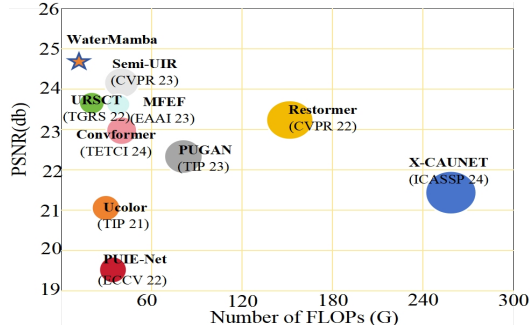 26
25
24
23
22
21
20
19
PSNR(db)
WaterMamba
Semi-UIR
(CVPR 23)
URSCT
(TGRS 22)
MFEF
(EAAI 23)
Convformer
(TETCI 24)
PUGAN
(TIP 23)
Restormer
(CVPR 22)
X-CAUNET
(ICASSP 24)
Ucolor
(TIP 21)
PUIE-Net
(ECCV 22)
60 120 180 240 300
Number of FLOPs (G)